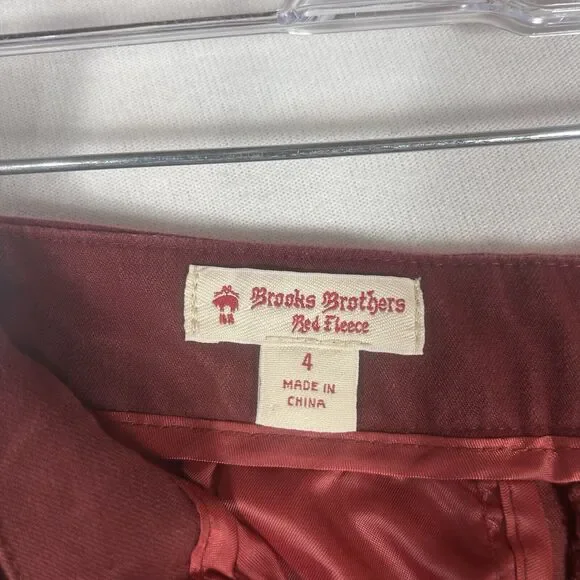 Brooks Brothers
Red Fleece
4
MADE IN
CHINA